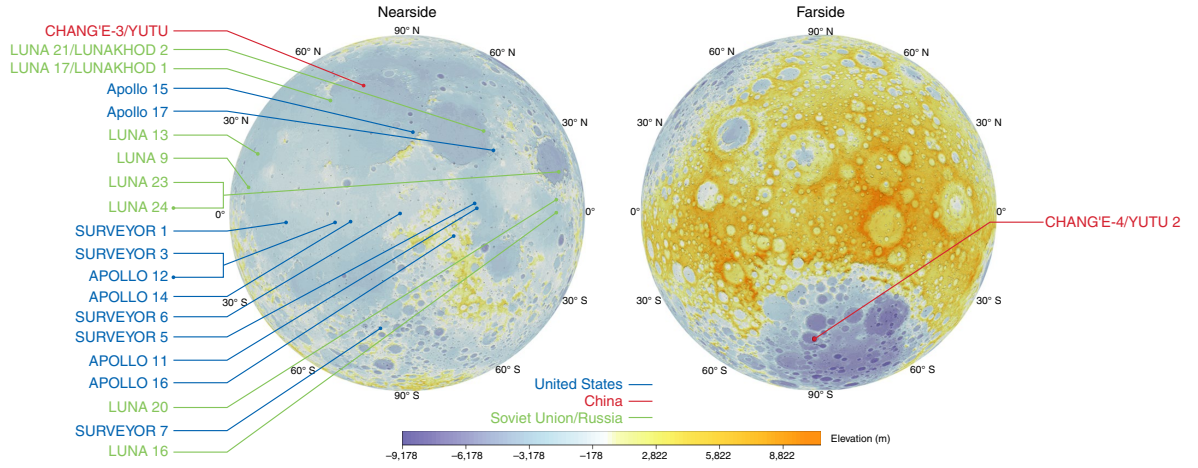 Nearside
Farside
CHANG'E-3/YUTU
LUNA 21/LUNAKHOD 2
LUNA 17/LUNAKHOD 1
Apollo 15
Apollo 17
LUNA 13
LUNA 9
LUNA 23
LUNA 24
SURVEYOR 1
SURVEYOR 3
APOLLO 12
APOLLO 14
SURVEYOR 6
SURVEYOR 5
APOLLO 11
APOLLO 16
LUNA 20
SURVEYOR 7
LUNA 16
90° N
60° N
60° N
30° N
30° N
0°
0°
30° S
30° S
60° S
60° S
90° S
90° N
60° N
60° N
30° N
30° N
0°
0°
30° S
30° S
60° S
60° S
90° S
CHANG'E-4/YUTU 2
United States
China
Soviet Union/Russia
Elevation (m)
−9,178 −6,178 −3,178 −178 2,822 5,822 8,822